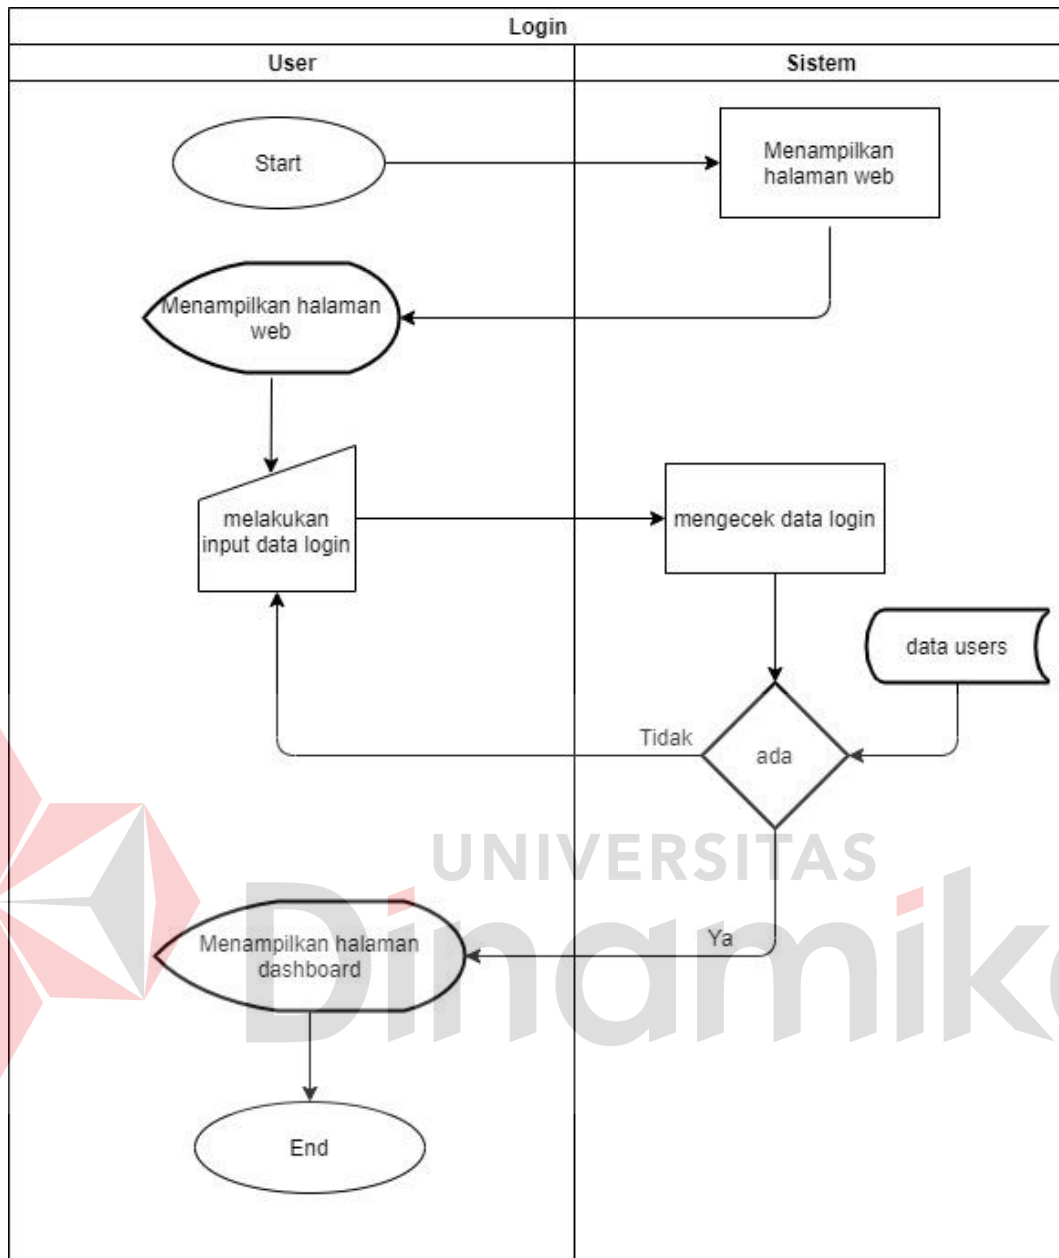 Login
User
Sistem
Start
Menampilkan
halaman web
Menampilkan halaman
web
melakukan
input data login
mengecek data login
data users
Tidak
ada
UNIVERSITAS
Dinamika
Ya
Menampilkan halaman
dashboard
End